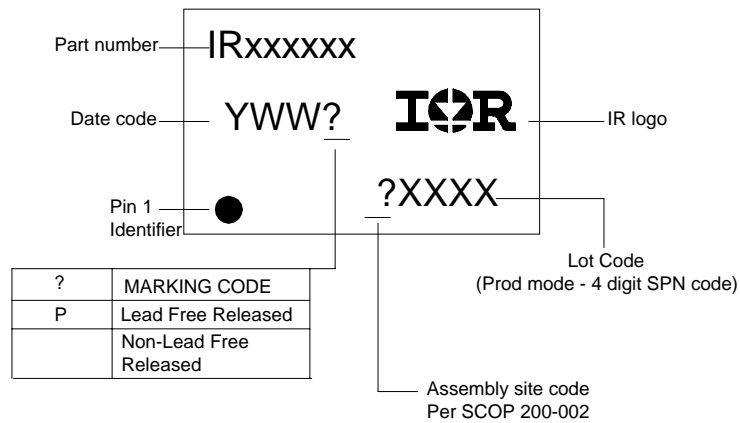 Part number
IRxxxxxx
Date code
YWW?
IOR
IR logo
?XXXX
Pin 1
Identifier
Lot Code
(Prod mode - 4 digit SPN code)
? MARKING CODE
P Lead Free Released
Non-Lead Free
Released
Assembly site code
Per SCOP 200-002